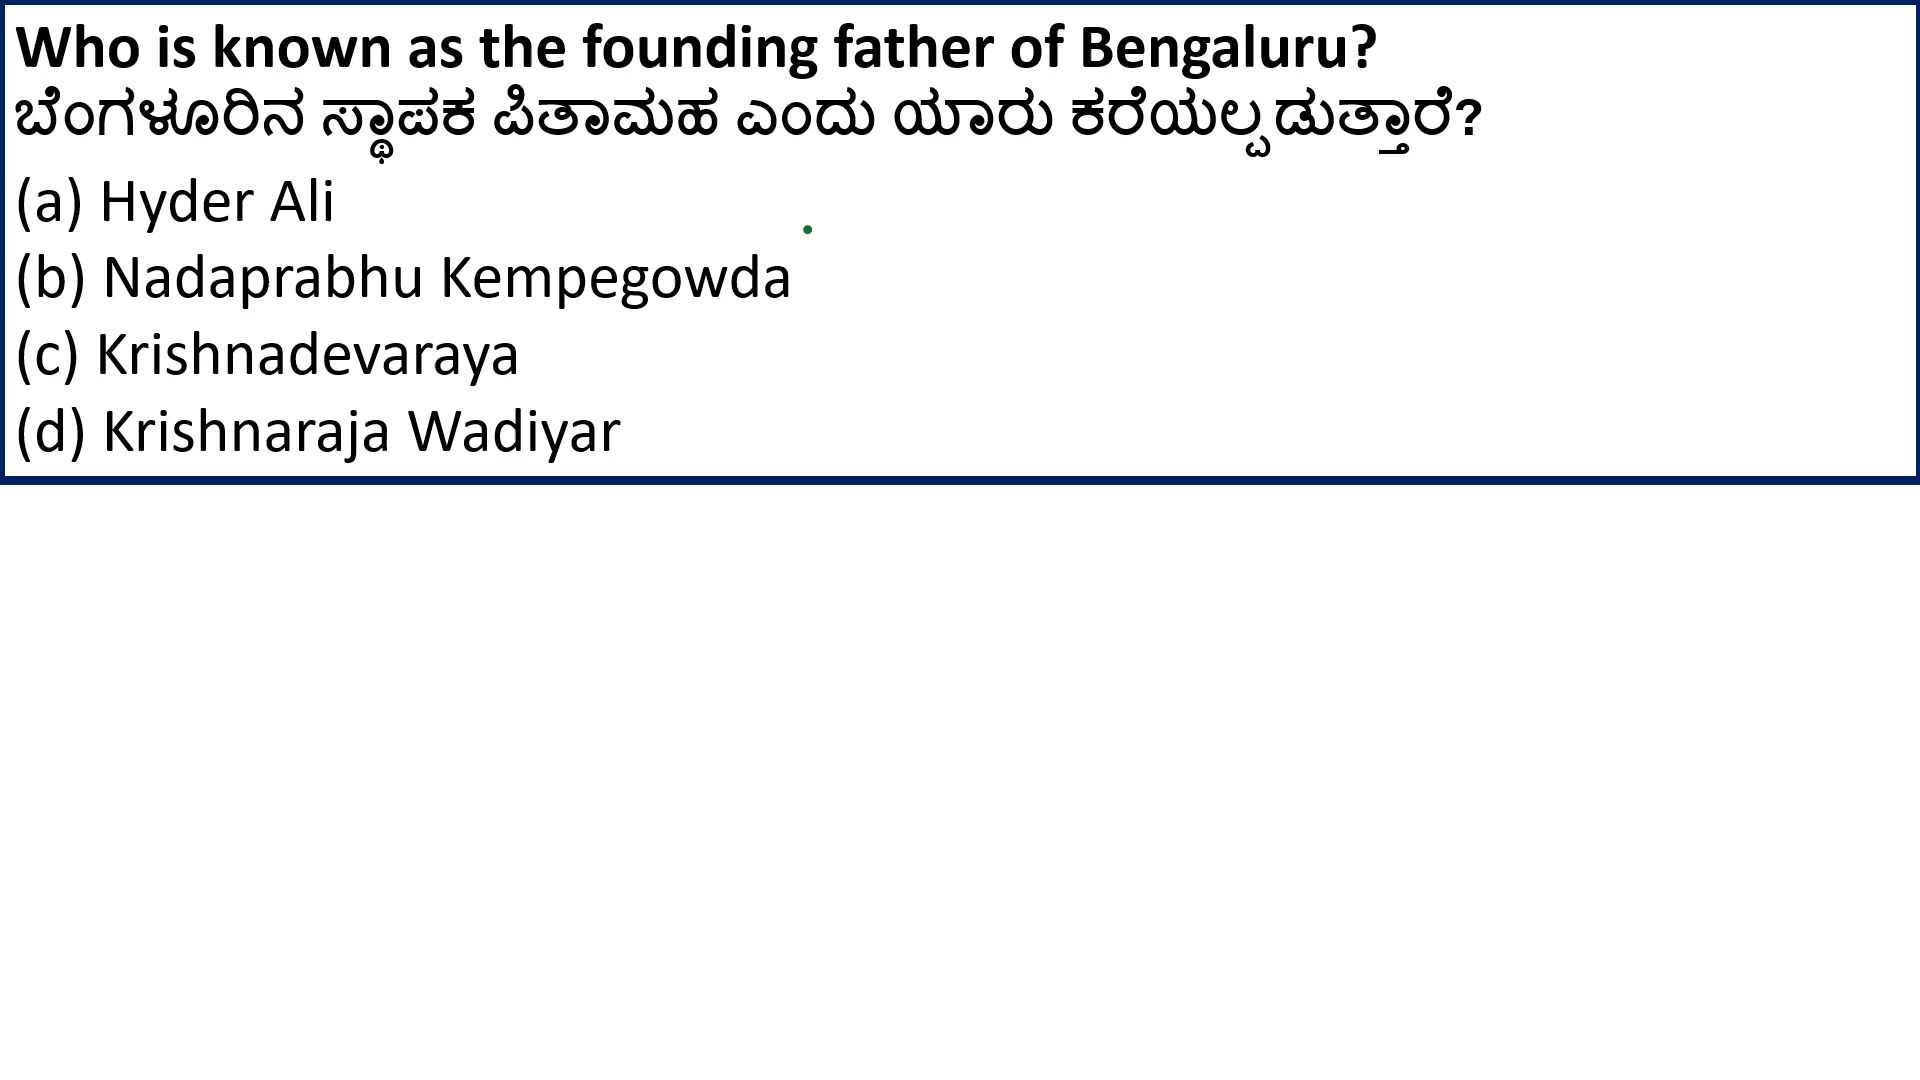 Who is known as the founding father of Bengaluru?
ಬೆಂಗಳೂರಿನ ಸ್ಥಾಪಕ ಪಿತಾಮಹ ಎಂದು ಯಾರು ಕರೆಯಲ್ಪಡುತ್ತಾರೆ?
(a) Hyder Ali
(b) Nadaprabhu Kempegowda
(c) Krishnadevaraya
(d) Krishnaraja Wadiyar